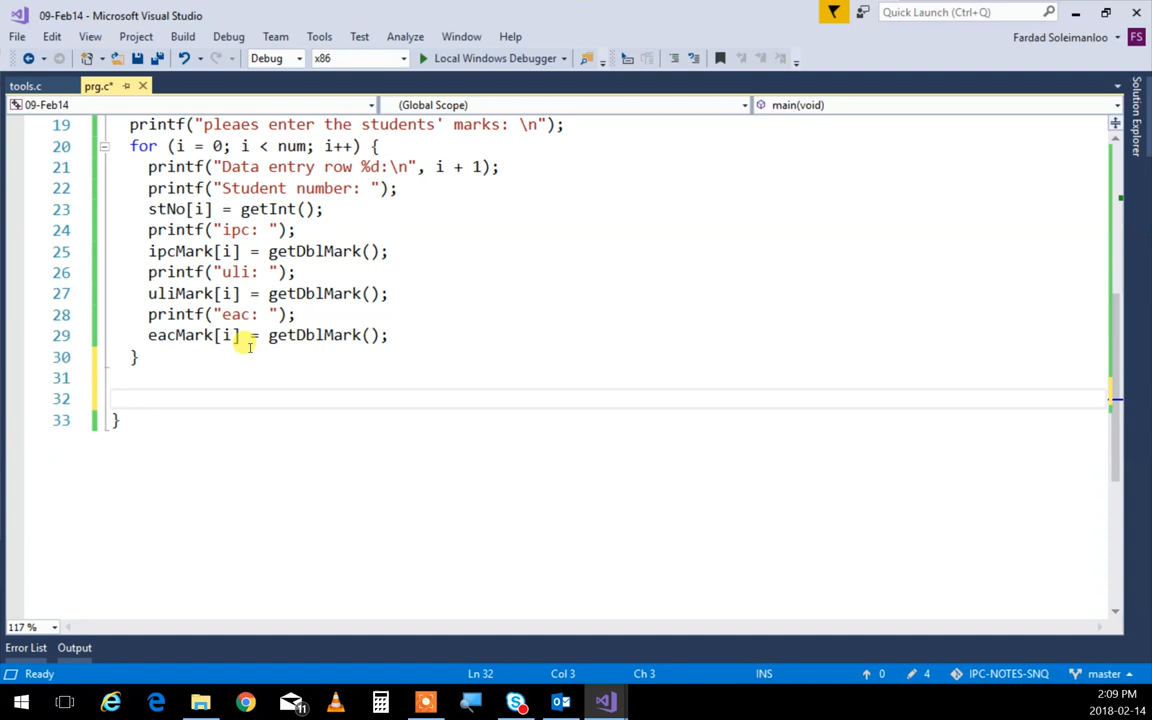 09-Feb14 - Microsoft Visual Studio
Quick Launch (Ctrl+Q)
File Edit View Project Build Debug Team Tools Test Analyze Window Help
Fardad Soleimanloo FS
Debug x86 Local Windows Debugger
tools.c prg.c*
09-Feb14 (Global Scope) main(void)
Solution Explorer
19 printf("pleaes enter the students' marks: \n");
20 for (i = 0; i < num; i++) {
21 printf("Data entry row %d:\n", i + 1);
22 printf("Student number: ");
23 stNo[i] = getInt();
24 printf("ipc: ");
25 ipcMark[i] = getDblMark();
26 printf("uli: ");
27 uliMark[i] = getDblMark();
28 printf("eac: ");
29 eacMark[i] = getDblMark();
30 }
31
32
33 }
117 %
Error List Output
Ready Ln 32 Col 3 Ch 3 INS 0 4 IPC-NOTES-SNQ master
11
2:09 PM
2018-02-14